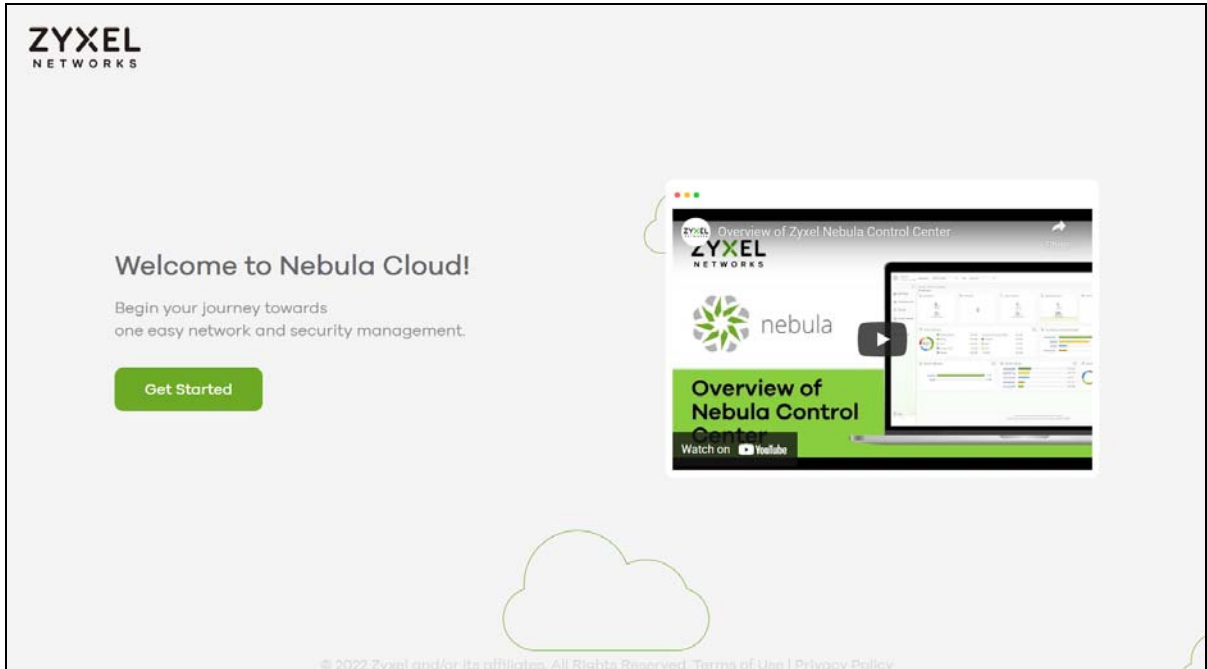 ZYXEL
NETWORKS
Welcome to Nebula Cloud!
Begin your journey towards
one easy network and security management.
Get Started
ZYXEL
Overview of Zyxel Nebula Control Center
Share
ZYXEL
NETWORKS
nebula
Overview of
Nebula Control
Center
Watch on YouTube
© 2022 Zyxel and/or its affiliates. All Rights Reserved. Terms of Use | Privacy Policy